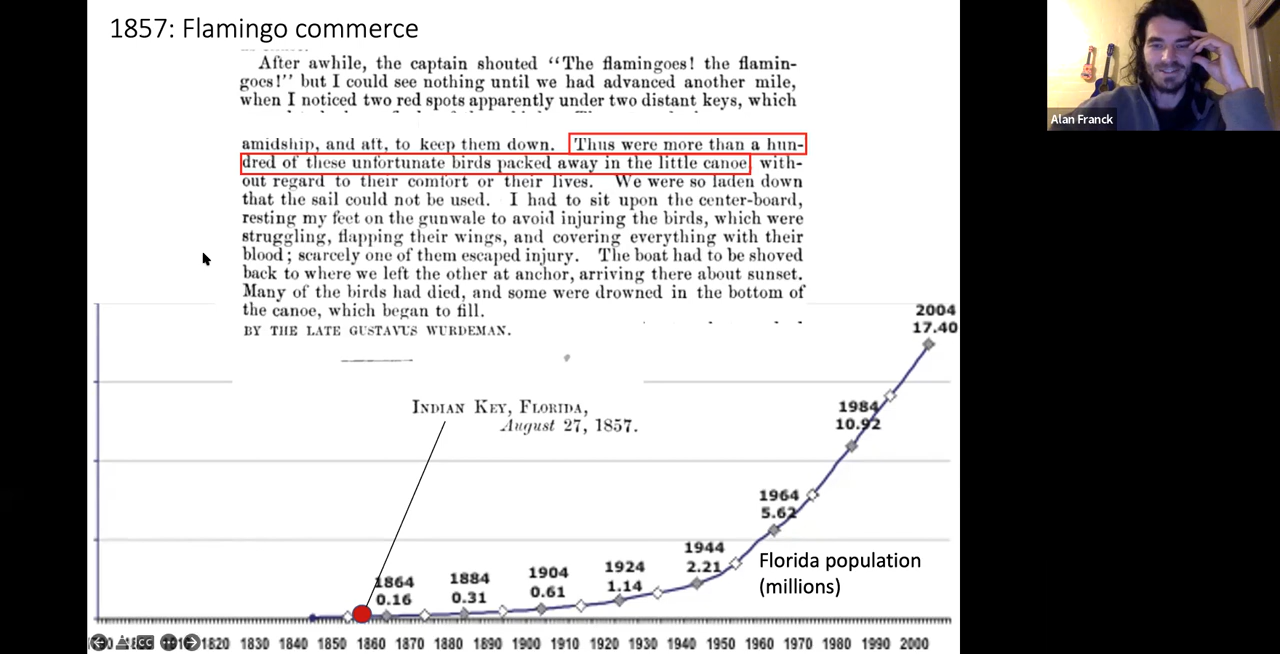 1857: Flamingo commerce
After awhile, the captain shouted “The flamingoes! the flamin-
goes!” but I could see nothing until we had advanced another mile,
when I noticed two red spots apparently under two distant keys, which
amidship, and aft, to keep them down. Thus were more than a hun-
dred of these unfortunate birds packed away in the little canoe with-
out regard to their comfort or their lives. We were so laden down
that the sail could not be used. I had to sit upon the center-board,
resting my feet on the gunwale to avoid injuring the birds, which were
struggling, flapping their wings, and covering everything with their
blood; scarcely one of them escaped injury. The boat had to be shoved
back to where we left the other at anchor, arriving there about sunset.
Many of the birds had died, and some were drowned in the bottom of
the canoe, which began to fill.
BY THE LATE GUSTAVUS WURDEMAN.
Indian Key, Florida,
August 27, 1857.
2004
17.40
1984
10.92
1964
5.62
1944
2.21
1924
1.14
1904
0.61
1884
0.31
1864
0.16
Florida population
(millions)
1820 1830 1840 1850 1860 1870 1880 1890 1900 1910 1920 1930 1940 1950 1960 1970 1980 1990 2000
CC
Alan Franck